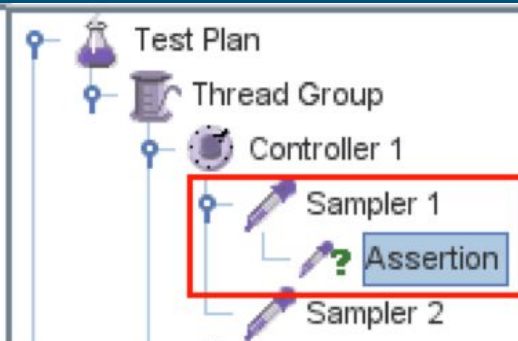 Test Plan
Thread Group
Controller 1
Sampler 1
Assertion
Sampler 2